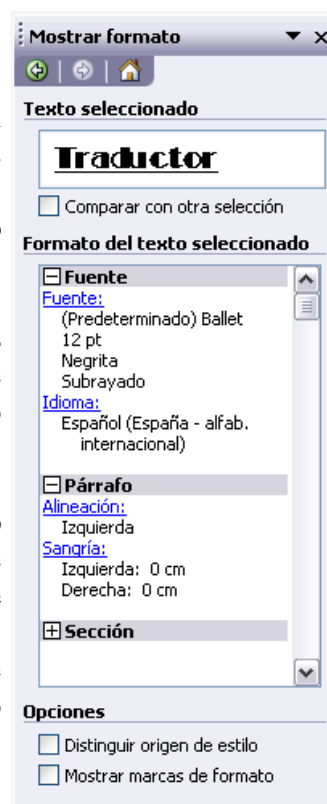 Mostrar formato
Texto seleccionado
Traductor
Comparar con otra selección
Formato del texto seleccionado
Fuente
Fuente:
(Predeterminado) Ballet
12 pt
Negrita
Subrayado
Idioma:
Español (España - alfab.
internacional)
Párrafo
Alineación:
Izquierda
Sangría:
Izquierda: 0 cm
Derecha: 0 cm
Sección
Opciones
Distinguir origen de estilo
Mostrar marcas de formato